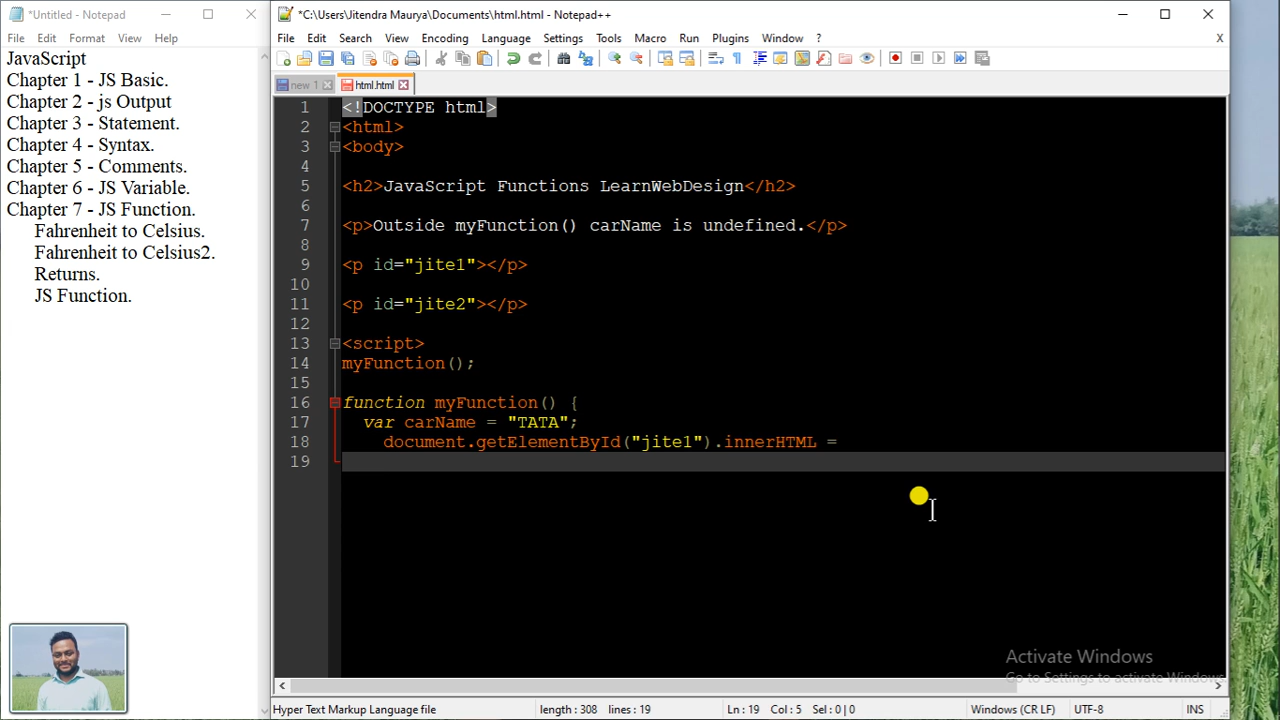 *Untitled - Notepad
File Edit Format View Help
JavaScript
Chapter 1 - JS Basic.
Chapter 2 - js Output
Chapter 3 - Statement.
Chapter 4 - Syntax.
Chapter 5 - Comments.
Chapter 6 - JS Variable.
Chapter 7 - JS Function.
Fahrenheit to Celsius.
Fahrenheit to Celsius2.
Returns.
JS Function.
*C:\Users\Jitendra Maurya\Documents\html.html - Notepad++
File Edit Search View Encoding Language Settings Tools Macro Run Plugins Window ? X
new 1 html.html
1 <!DOCTYPE html>
2 <html>
3 <body>
4
5 <h2>JavaScript Functions LearnWebDesign</h2>
6
7 <p>Outside myFunction() carName is undefined.</p>
8
9 <p id="jite1"></p>
10
11 <p id="jite2"></p>
12
13 <script>
14 myFunction();
15
16 function myFunction() {
17 var carName = "TATA";
18 document.getElementById("jite1").innerHTML =
19
Activate Windows
Go to Settings to activate Windows.
Hyper Text Markup Language file length : 308 lines : 19 Ln : 19 Col : 5 Sel : 0 | 0 Windows (CR LF) UTF-8 INS